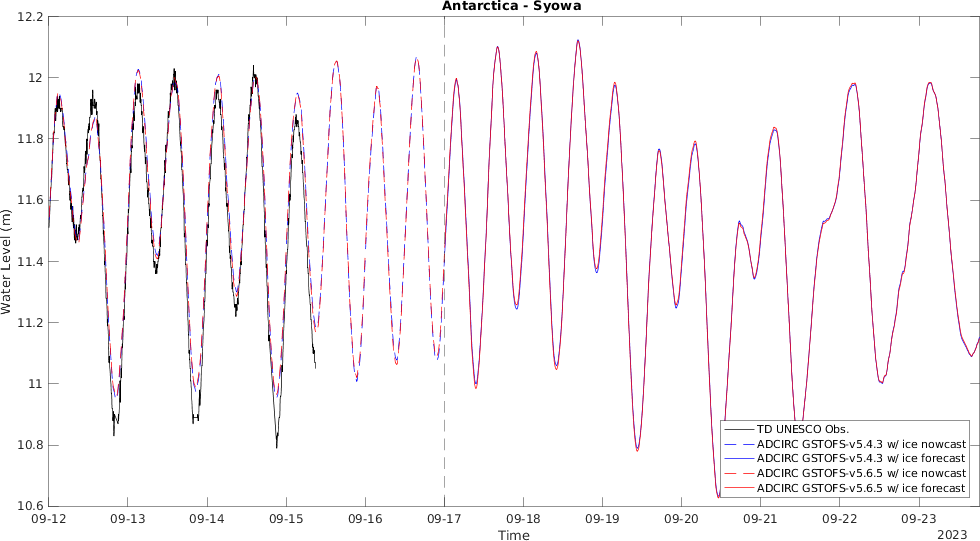 Antarctica - Syowa
12.2
12
11.8
11.6
11.4
11.2
11
10.8
10.6
Water Level (m)
TD UNESCO Obs.
ADCIRC GSTOFS-v5.4.3 w/ ice nowcast
ADCIRC GSTOFS-v5.4.3 w/ ice forecast
ADCIRC GSTOFS-v5.6.5 w/ ice nowcast
ADCIRC GSTOFS-v5.6.5 w/ ice forecast
09-12 09-13 09-14 09-15 09-16 09-17 09-18 09-19 09-20 09-21 09-22 09-23
Time 2023